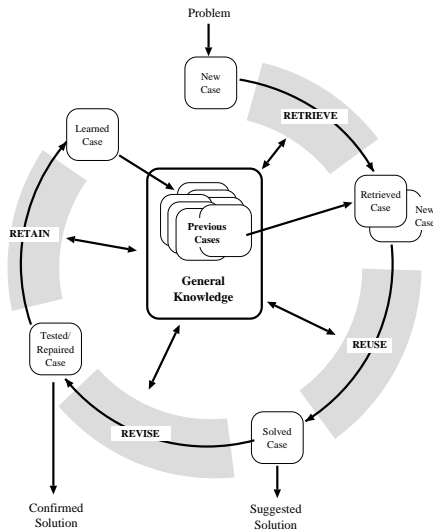 Problem
New
Case
RETRIEVE
Learned
Case
Retrieved
Case
New
Case
Previous
Cases
RETAIN
General
Knowledge
Tested/
Repaired
Case
REUSE
REVISE
Solved
Case
Confirmed
Solution
Suggested
Solution